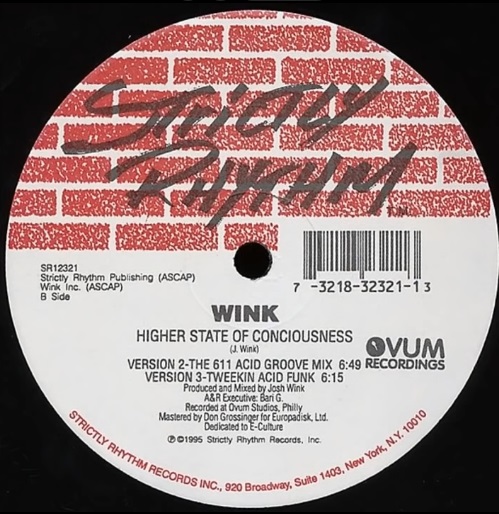 STRICTLY
RHYTHM
T.M.
SR12321
Strictly Rhythm Publishing (ASCAP)
Wink Inc. (ASCAP)
B Side
7 -3218-32321-1 3
WINK
HIGHER STATE OF CONCIOUSNESS
(J. Wink)
OVUM
RECORDINGS
VERSION 2-THE 611 ACID GROOVE MIX 6:49
VERSION 3-TWEEKIN ACID FUNK 6:15
Produced and Mixed by Josh Wink
A&R Executive: Bari G.
Recorded at Ovum Studios, Philly
Mastered by Don Grossinger for Europadisk, Ltd.
Dedicated to E-Culture
℗©1995 Strictly Rhythm Records, Inc.
STRICTLY RHYTHM RECORDS INC., 920 Broadway, Suite 1403, New York, N.Y. 10010